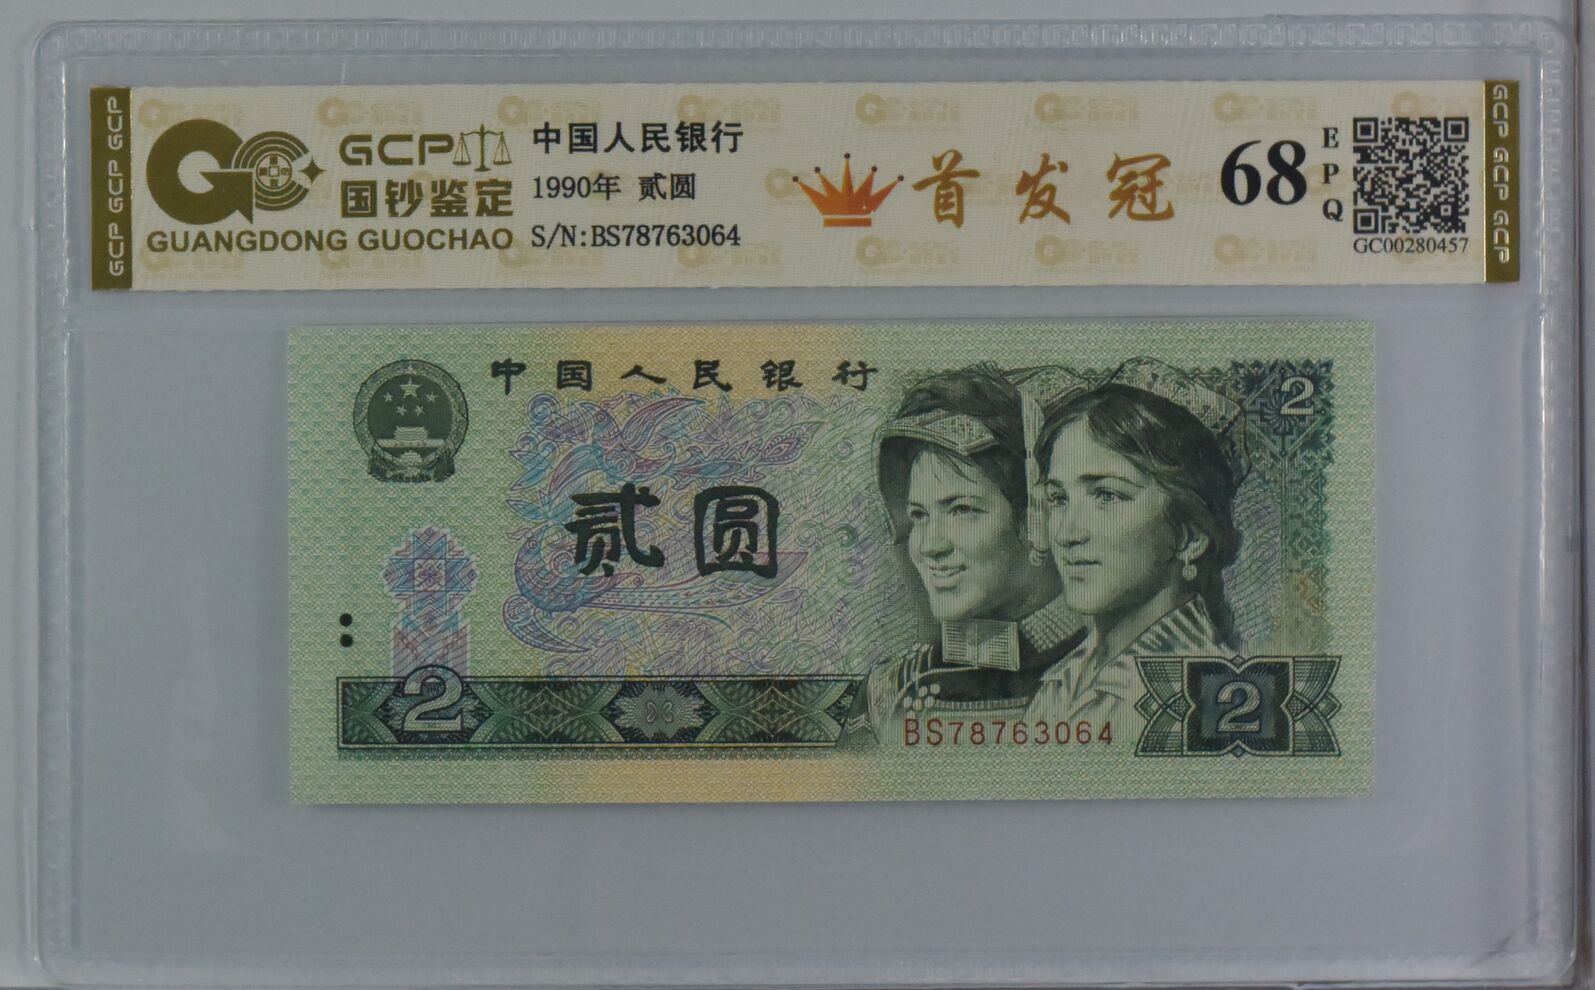 GCP GCP GCP
GCP
国钞鉴定
GUANGDONG GUOCHAO
中国人民银行
1990年 贰圆
S/N:BS78763064
首发冠
68
EPQ
GC00280457
GCP GCP GCP
中国人民银行
2
贰圆
2
BS78763064
2